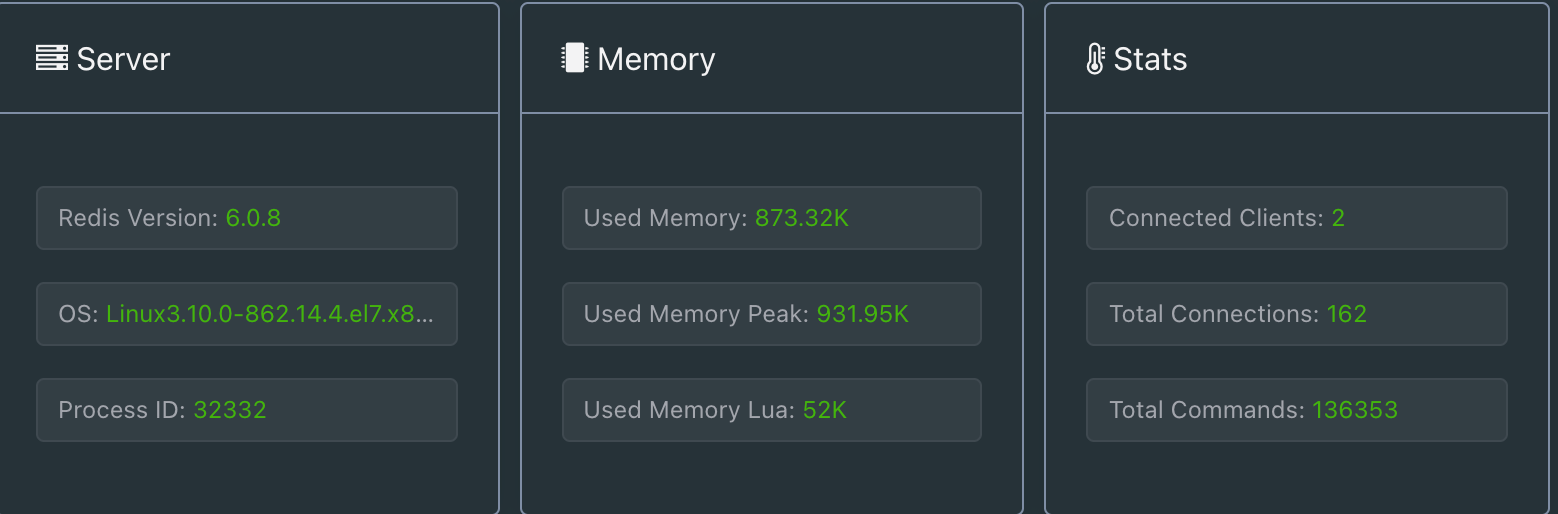 Server
Redis Version: 6.0.8
OS: Linux3.10.0-862.14.4.el7.x8...
Process ID: 32332
Memory
Used Memory: 873.32K
Used Memory Peak: 931.95K
Used Memory Lua: 52K
Stats
Connected Clients: 2
Total Connections: 162
Total Commands: 136353